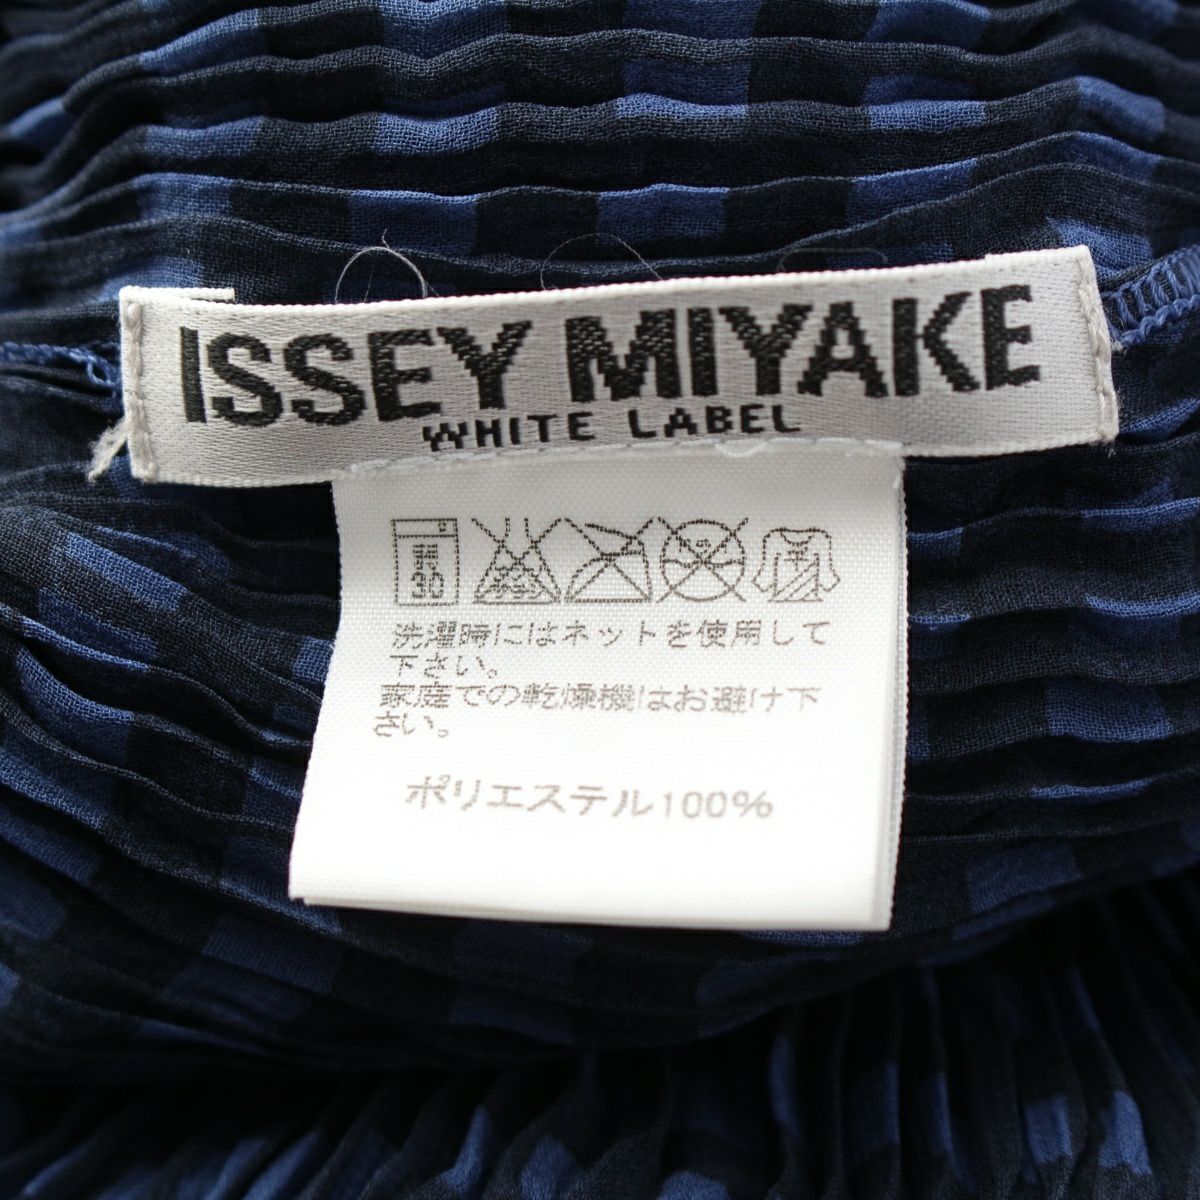 ISSEY MIYAKE
WHITE LABEL
弱
30
洗濯時にはネットを使用して
下さい。
家庭での乾燥機はお避け下
さい。
ポリエステル100%